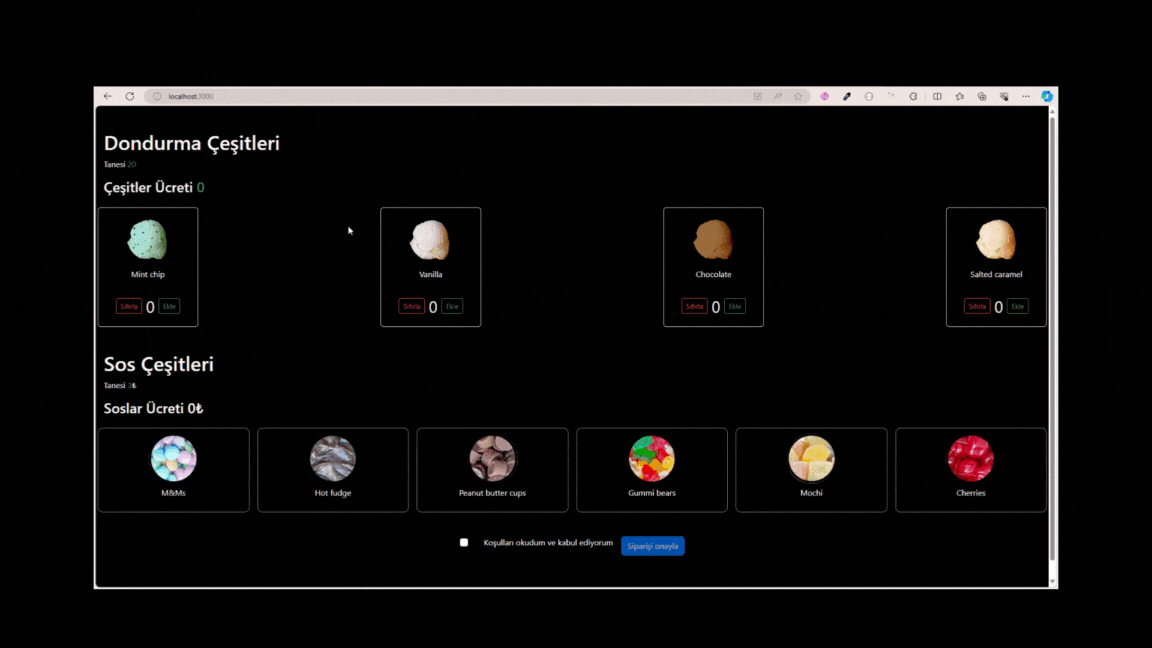 localhost:3000
Dondurma Çeşitleri
Tanesi 20
Çeşitler Ücreti 0
Mint chip
Vanilla
Chocolate
Salted caramel
Sıfırla 0 Ekle
Sıfırla 0 Ekle
Sıfırla 0 Ekle
Sıfırla 0 Ekle
Sos Çeşitleri
Tanesi 3₺
Soslar Ücreti 0₺
M&Ms
Hot fudge
Peanut butter cups
Gummi bears
Mochi
Cherries
Koşulları okudum ve kabul ediyorum
Siparişi onayla